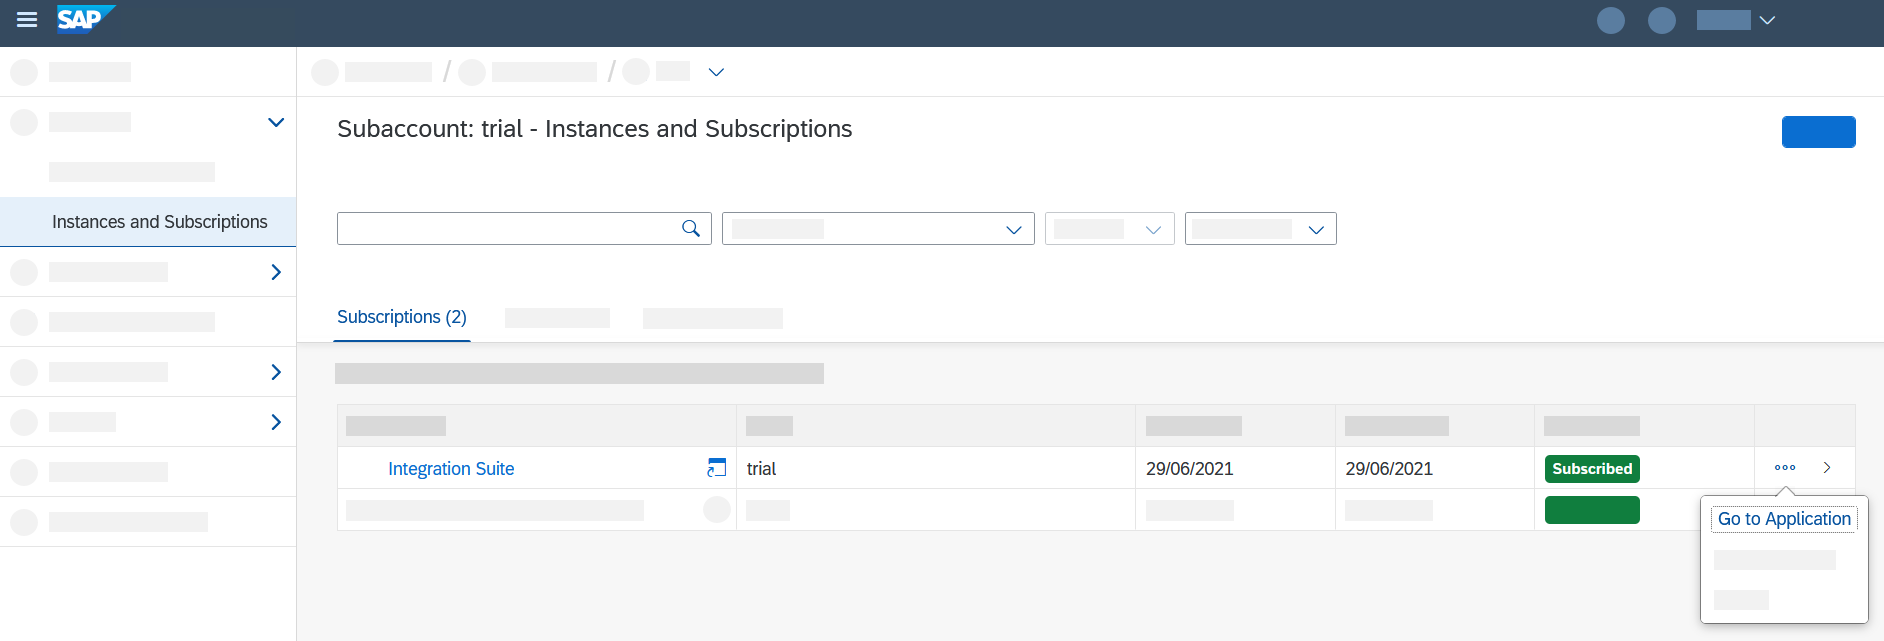 SAP
Subaccount: trial - Instances and Subscriptions
Instances and Subscriptions
Subscriptions (2)
Integration Suite trial 29/06/2021 29/06/2021 Subscribed
Go to Application